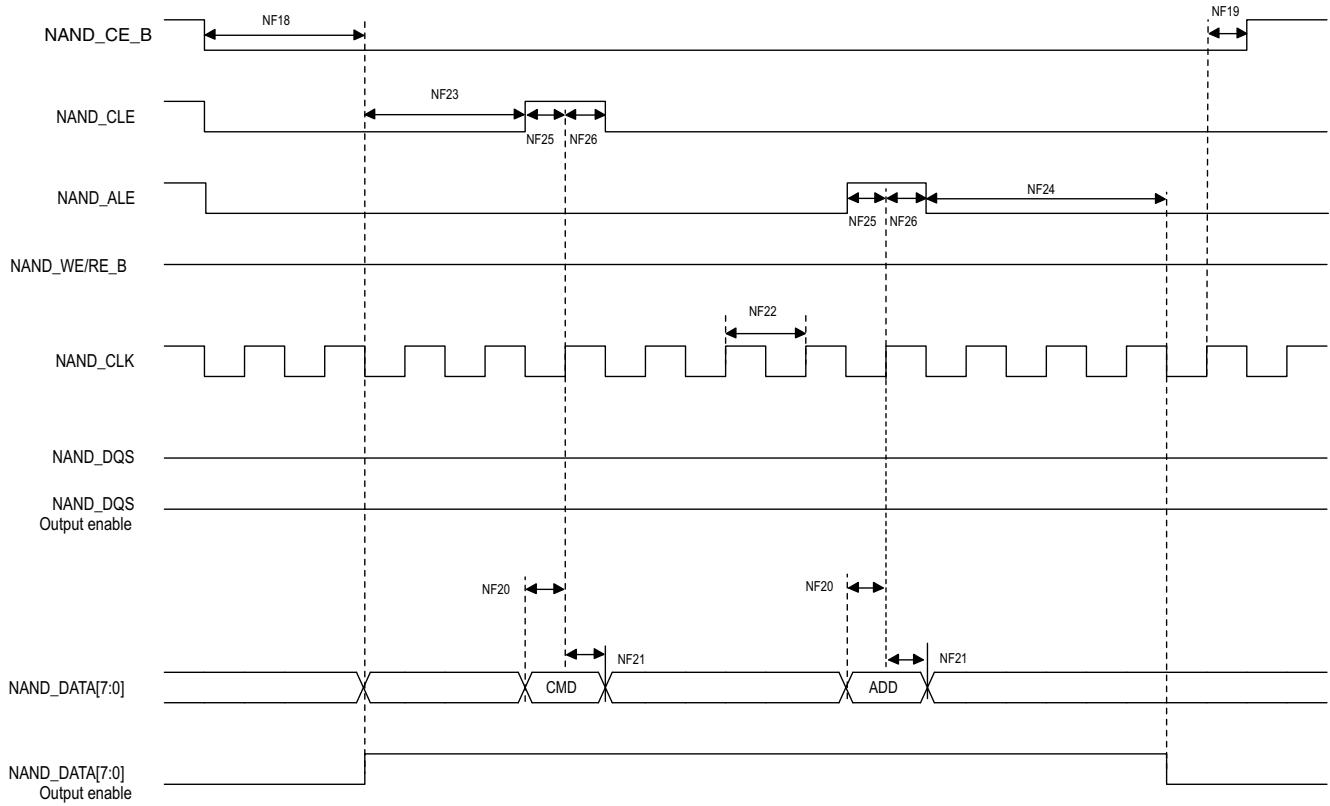 NF18
NF19
NAND_CE_B
NF23
NAND_CLE
NF25 NF26
NAND_ALE
NF24
NF25 NF26
NAND_WE/RE_B
NF22
NAND_CLK
NAND_DQS
NAND_DQS
Output enable
NF20
NF20
NF21
NF21
NAND_DATA[7:0]
CMD
ADD
NAND_DATA[7:0]
Output enable